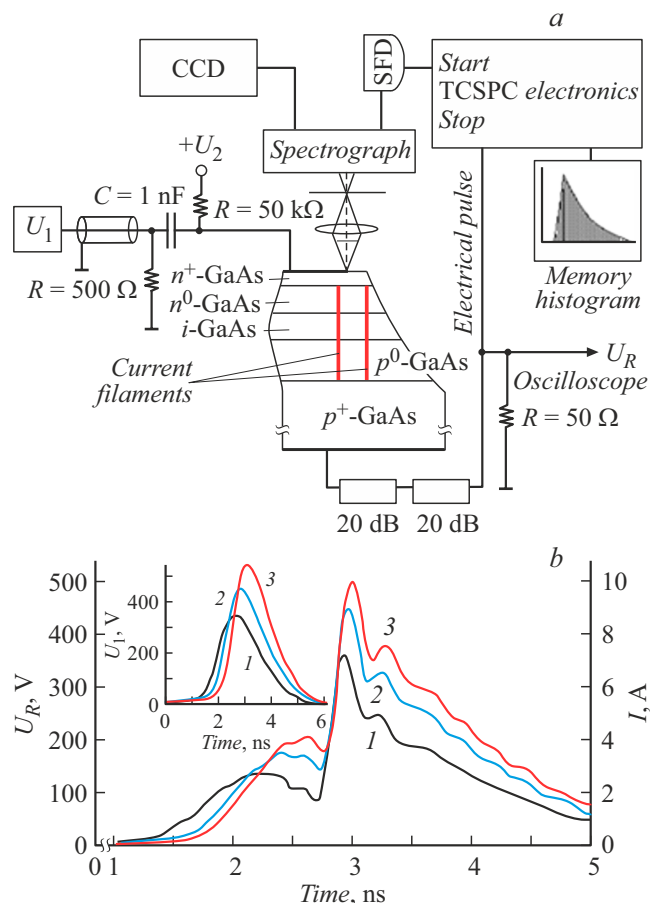 a
CCD
SFD
Start
TCSPC electronics
Stop
Spectrograph
+U2
C = 1 nF
R = 50 kΩ
U1
R = 500 Ω
n+-GaAs
n0-GaAs
i-GaAs
Current
filaments
p0-GaAs
p+-GaAs
Electrical pulse
Memory
histogram
UR
Oscilloscope
R = 50 Ω
20 dB
20 dB
b
UR, V
500
400
300
200
100
0
U1, V
400
200
0
0
2
4
6
Time, ns
1
2
3
3
2
1
I, A
10
8
6
4
2
0
0
1
2
3
4
5
Time, ns